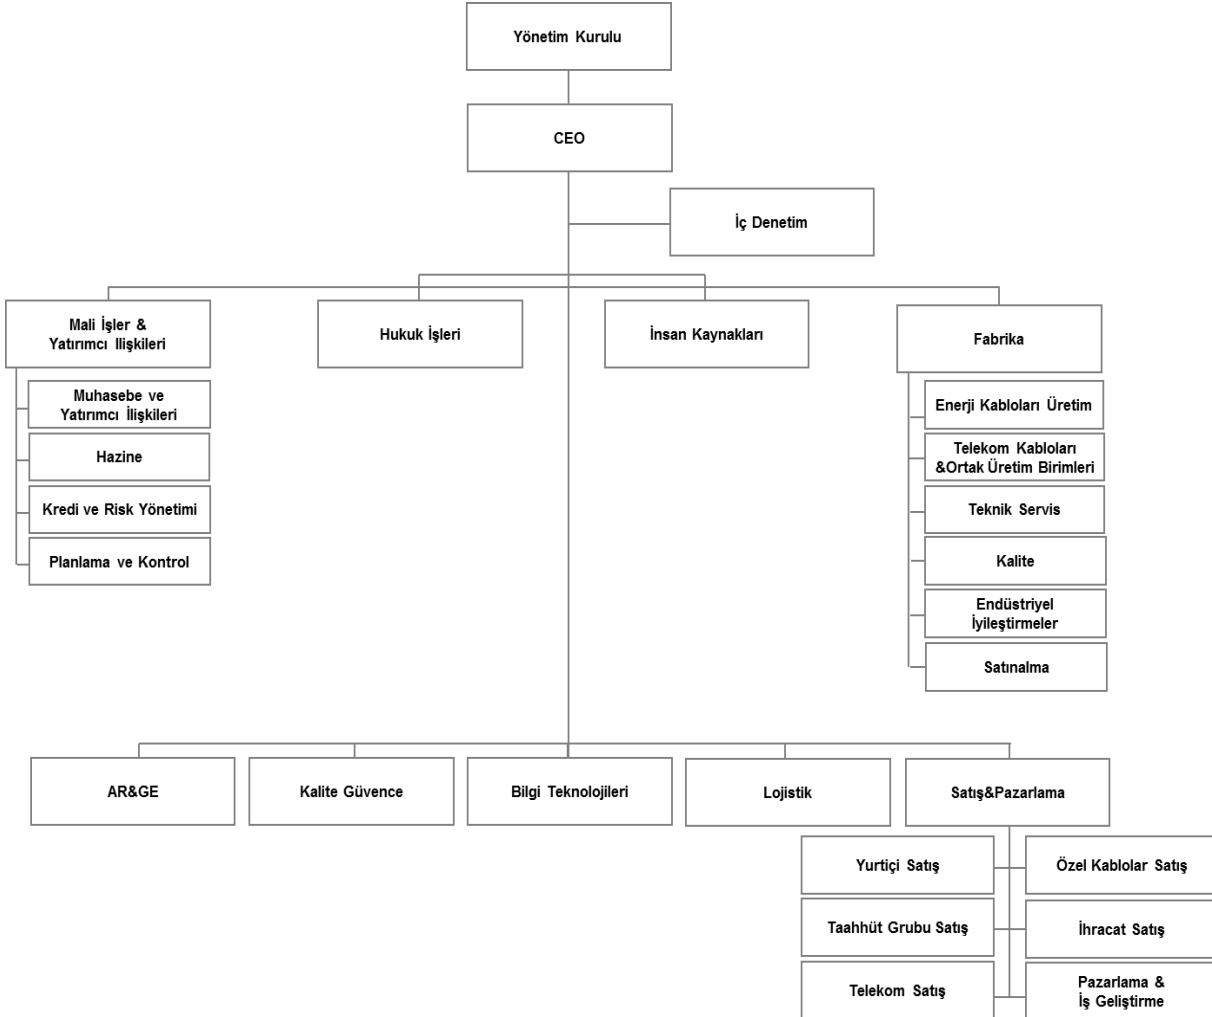 Yönetim Kurulu
CEO
İç Denetim
Mali İşler &
Yatırımcı Ilişkileri
Hukuk İşleri
İnsan Kaynakları
Fabrika
Muhasebe ve
Yatırımcı İlişkileri
Hazine
Kredi ve Risk Yönetimi
Planlama ve Kontrol
Enerji Kabloları Üretim
Telekom Kabloları
&Ortak Üretim Birimleri
Teknik Servis
Kalite
Endüstriyel
İyileştirmeler
Satınalma
AR&GE
Kalite Güvence
Bilgi Teknolojileri
Lojistik
Satış&Pazarlama
Yurtiçi Satış
Özel Kablolar Satış
Taahhüt Grubu Satış
İhracat Satış
Telekom Satış
Pazarlama &
İş Geliştirme